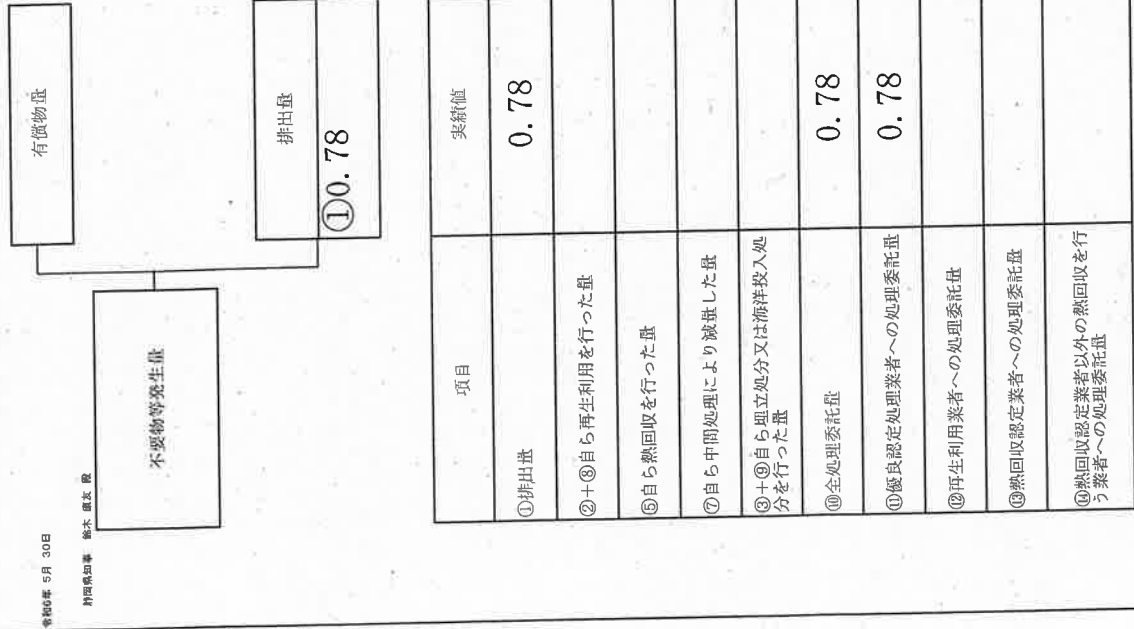 令和6年 5月 30日
静岡県知事 鈴木 康友 殿
有償物量
不要物等発生量
排出量
①0.78
項目 実績値
①排出量 0.78
②+⑧自ら再生利用を行った量
⑤自ら熱回収を行った量
⑦自ら中間処理により減量した量
③+⑨自ら埋立処分又は海洋投入処
分を行った量
⑩全処理委託量 0.78
⑪優良認定処理業者への処理委託量 0.78
⑫再生利用業者への処理委託量
⑬熱回収認定業者への処理委託量
⑭熱回収認定業者以外の熱回収を行
う業者への処理委託量